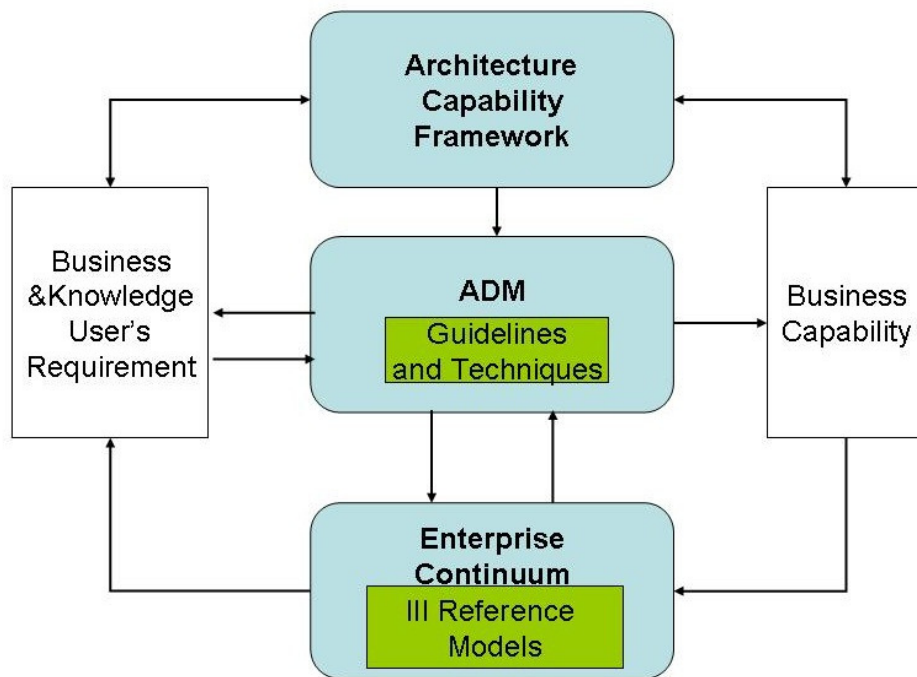 Architecture
Capability
Framework
Business
&Knowledge
User's
Requirement
ADM
Guidelines
and Techniques
Business
Capability
Enterprise
Continuum
III Reference
Models